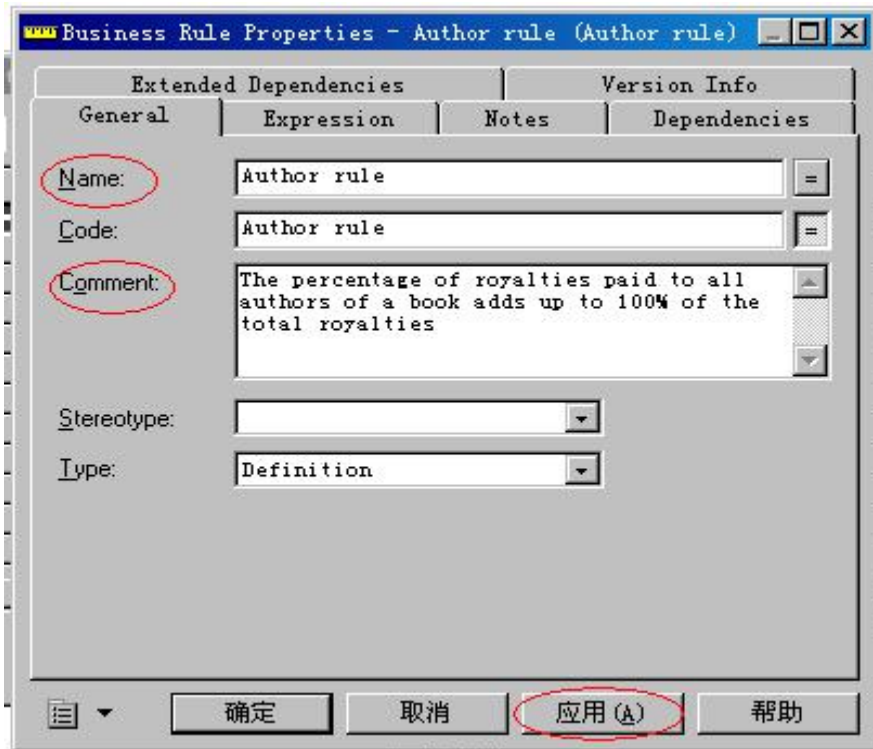 Business Rule Properties - Author rule (Author rule)
Extended Dependencies Version Info
General Expression Notes Dependencies
Name: Author rule =
Code: Author rule =
Comment: The percentage of royalties paid to all
authors of a book adds up to 100% of the
total royalties
Stereotype:
Type: Definition
确定 取消 应用(A) 帮助